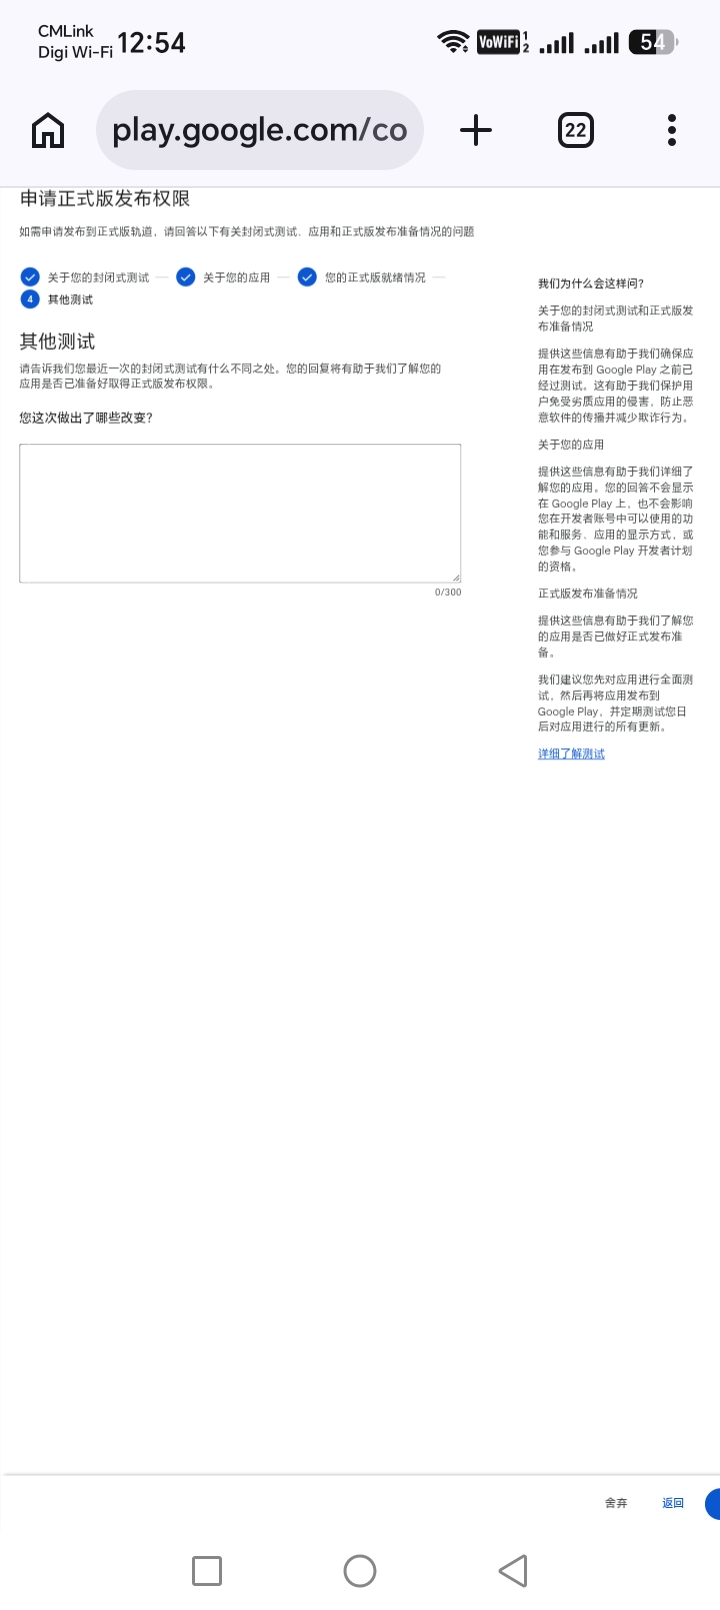 CMLink
Digi Wi-Fi
12:54
VoWiFi 1 2
54
play.google.com/co
22
申请正式版发布权限
如需申请发布到正式版轨道，请回答以下有关封闭式测试、应用和正式版发布准备情况的问题
关于您的封闭式测试
关于您的应用
您的正式版就绪情况
4 其他测试
其他测试
请告诉我们您最近一次的封闭式测试有什么不同之处。您的回复将有助于我们了解您的
应用是否已准备好取得正式版发布权限。
您这次做出了哪些改变？
0/300
我们为什么会这样问？
关于您的封闭式测试和正式版发
布准备情况
提供这些信息有助于我们确保应
用在发布到 Google Play 之前已
经过测试。这有助于我们保护用
户免受劣质应用的侵害，防止恶
意软件的传播并减少欺诈行为。
关于您的应用
提供这些信息有助于我们详细了
解您的应用。您的回答不会显示
在 Google Play 上，也不会影响
您在开发者账号中可以使用的功
能和服务、应用的显示方式，或
您参与 Google Play 开发者计划
的资格。
正式版发布准备情况
提供这些信息有助于我们了解您
的应用是否已做好正式发布准
备。
我们建议您先对应用进行全面测
试，然后再将应用发布到
Google Play，并定期测试您日
后对应用进行的所有更新。
详细了解测试
舍弃
返回